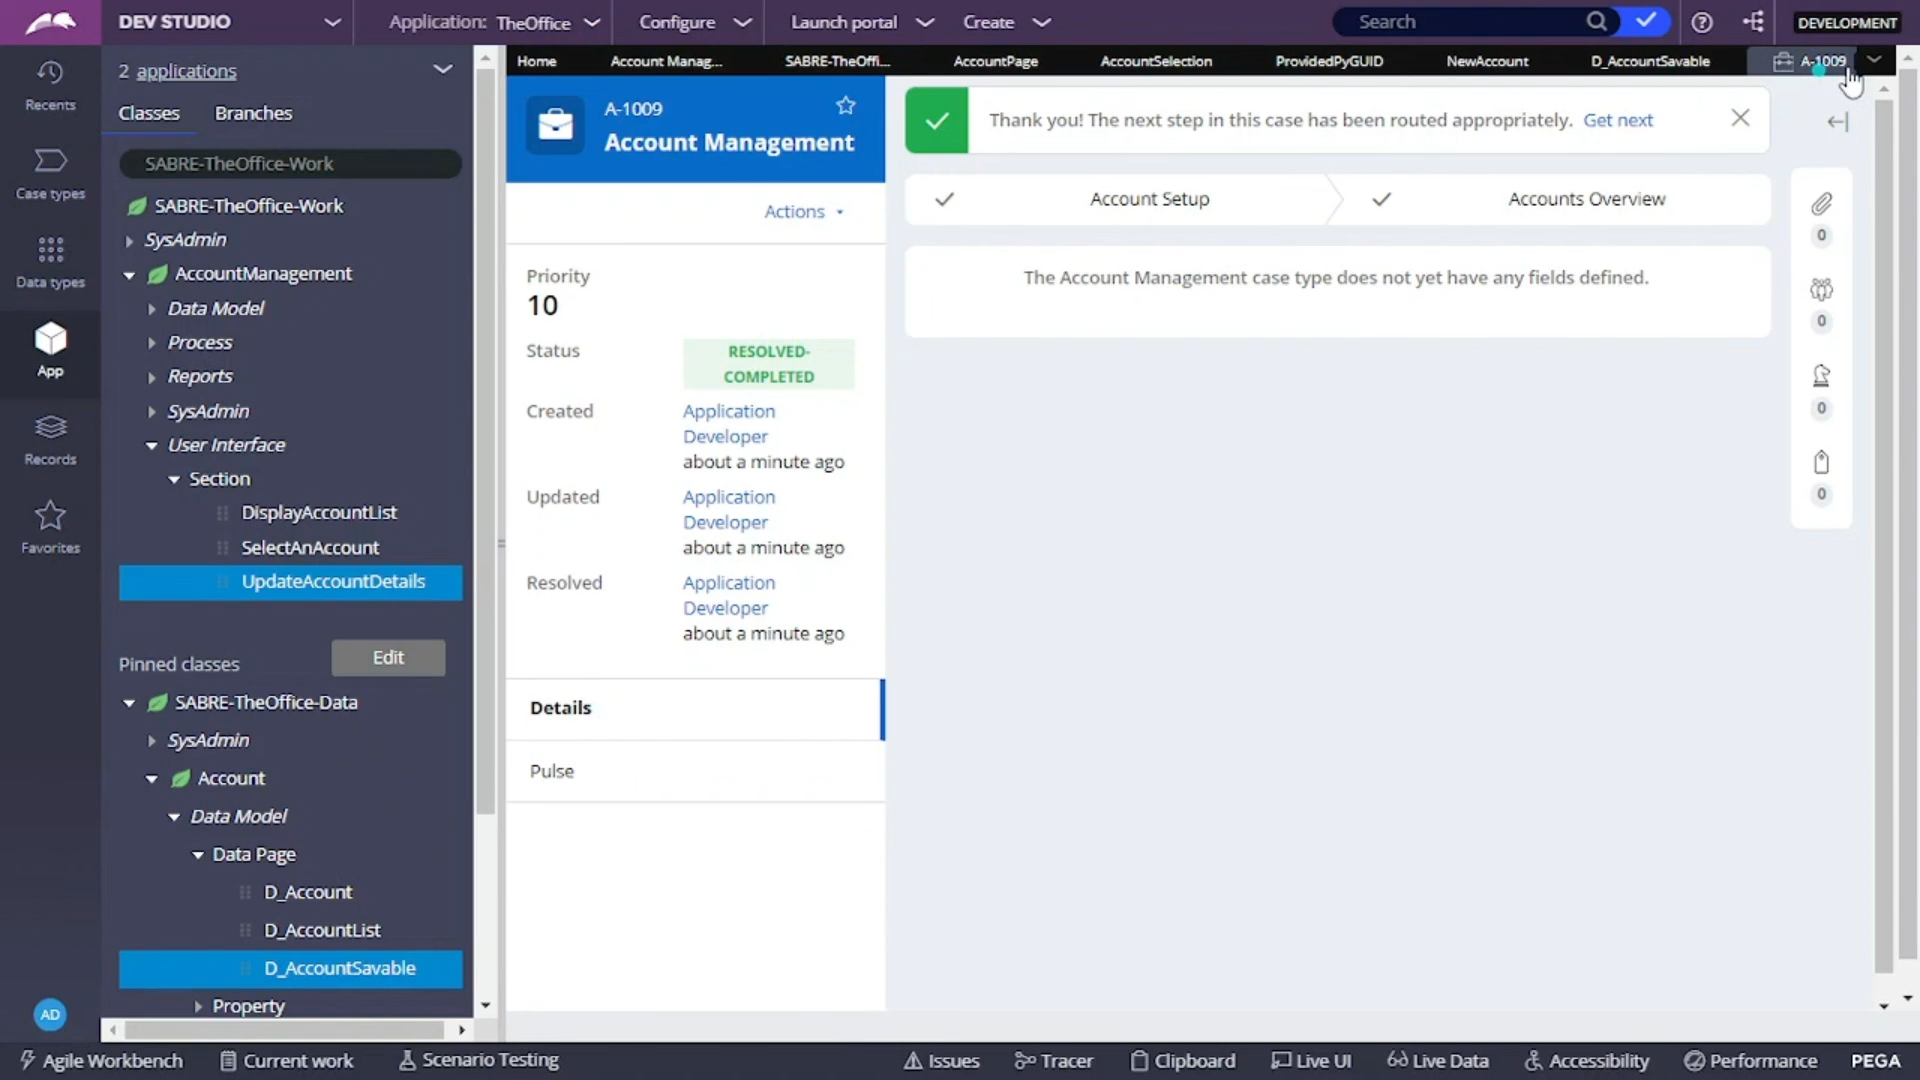 DEV STUDIO
Application: TheOffice
Configure
Launch portal
Create
Search
DEVELOPMENT
Home
Account Manag...
SABRE-TheOffi...
AccountPage
AccountSelection
ProvidedPyGUID
NewAccount
D_AccountSavable
A-1009
Recents
Case types
Data types
App
Records
Favorites
AD
2 applications
Classes
Branches
SABRE-TheOffice-Work
SABRE-TheOffice-Work
SysAdmin
AccountManagement
Data Model
Process
Reports
SysAdmin
User Interface
Section
DisplayAccountList
SelectAnAccount
UpdateAccountDetails
Pinned classes
Edit
SABRE-TheOffice-Data
SysAdmin
Account
Data Model
Data Page
D_Account
D_AccountList
D_AccountSavable
Property
A-1009
Account Management
Actions
Priority
10
Status
RESOLVED-
COMPLETED
Created
Application
Developer
about a minute ago
Updated
Application
Developer
about a minute ago
Resolved
Application
Developer
about a minute ago
Details
Pulse
Thank you! The next step in this case has been routed appropriately. Get next
Account Setup
Accounts Overview
The Account Management case type does not yet have any fields defined.
0
0
0
0
Agile Workbench
Current work
Scenario Testing
Issues
Tracer
Clipboard
Live UI
Live Data
Accessibility
Performance
PEGA